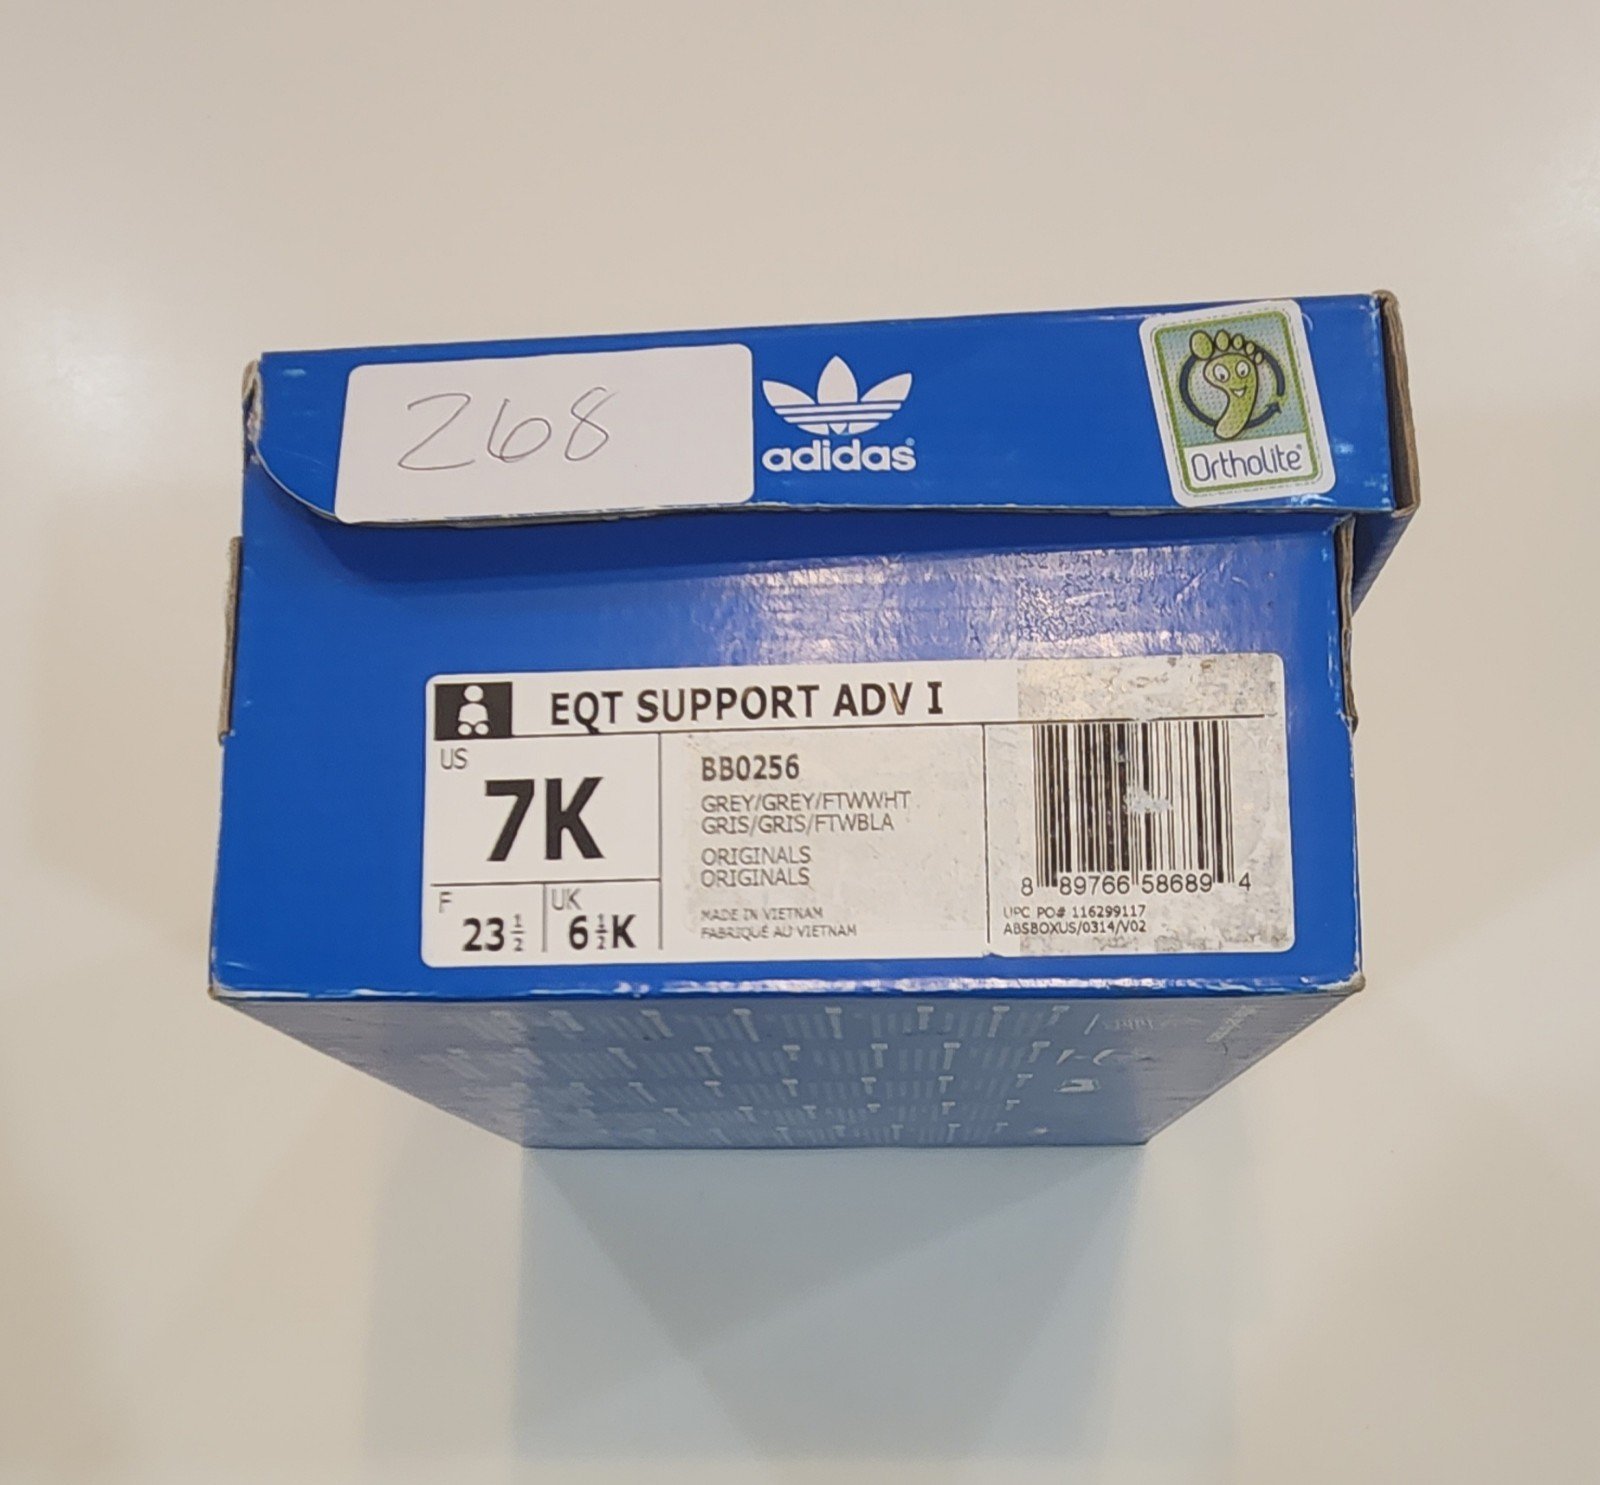 268
adidas®
Ortholite®
EQT SUPPORT ADV I
US
7K
F
23 1/2
UK
6 1/2K
BB0256
GREY/GREY/FTWWHT
GRIS/GRIS/FTWBLA
ORIGINALS
ORIGINALS
MADE IN VIETNAM
FABRIQUÉ AU VIETNAM
8 89766 58689 4
UPC PO# 116299117
ABSBOXUS/0314/V02